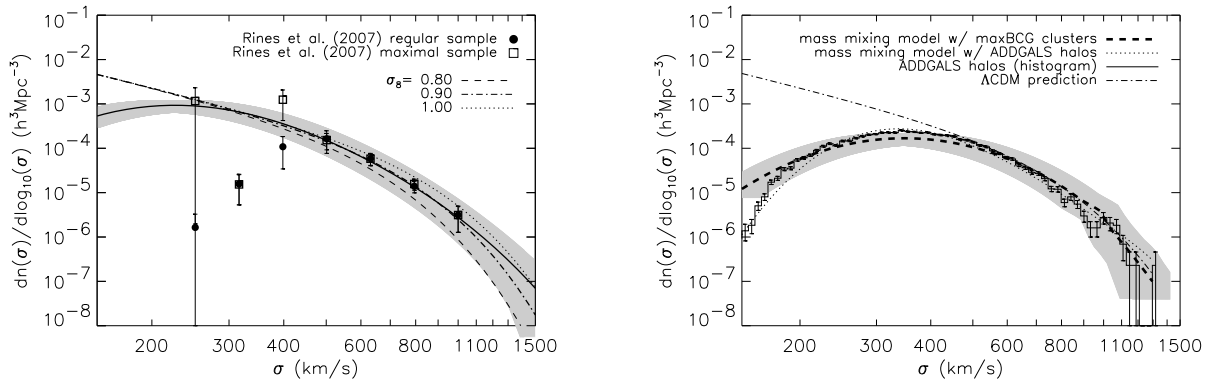 Rines et al. (2007) regular sample
Rines et al. (2007) maximal sample
σ₈= 0.80
0.90
1.00
dn(σ)/dlog₁₀(σ) (h³Mpc⁻³)
10⁻¹
10⁻²
10⁻³
10⁻⁴
10⁻⁵
10⁻⁶
10⁻⁷
10⁻⁸
200 400 600 800 1100 1500
σ (km/s)
mass mixing model w/ maxBCG clusters
mass mixing model w/ ADDGALS halos
ADDGALS halos (histogram)
ΛCDM prediction
dn(σ)/dlog₁₀(σ) (h³Mpc⁻³)
10⁻¹
10⁻²
10⁻³
10⁻⁴
10⁻⁵
10⁻⁶
10⁻⁷
10⁻⁸
200 400 600 800 1100 1500
σ (km/s)